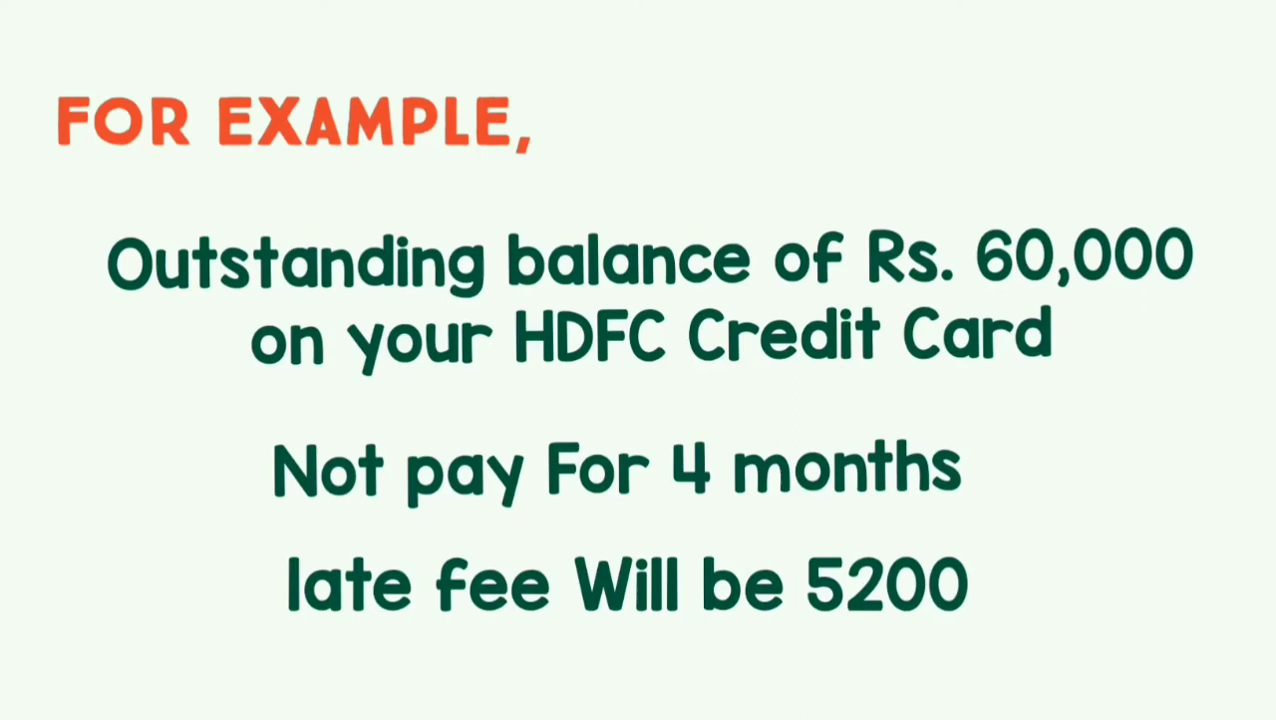 FOR EXAMPLE,
Outstanding balance of Rs. 60,000
on your HDFC Credit Card
Not pay For 4 months
late fee Will be 5200